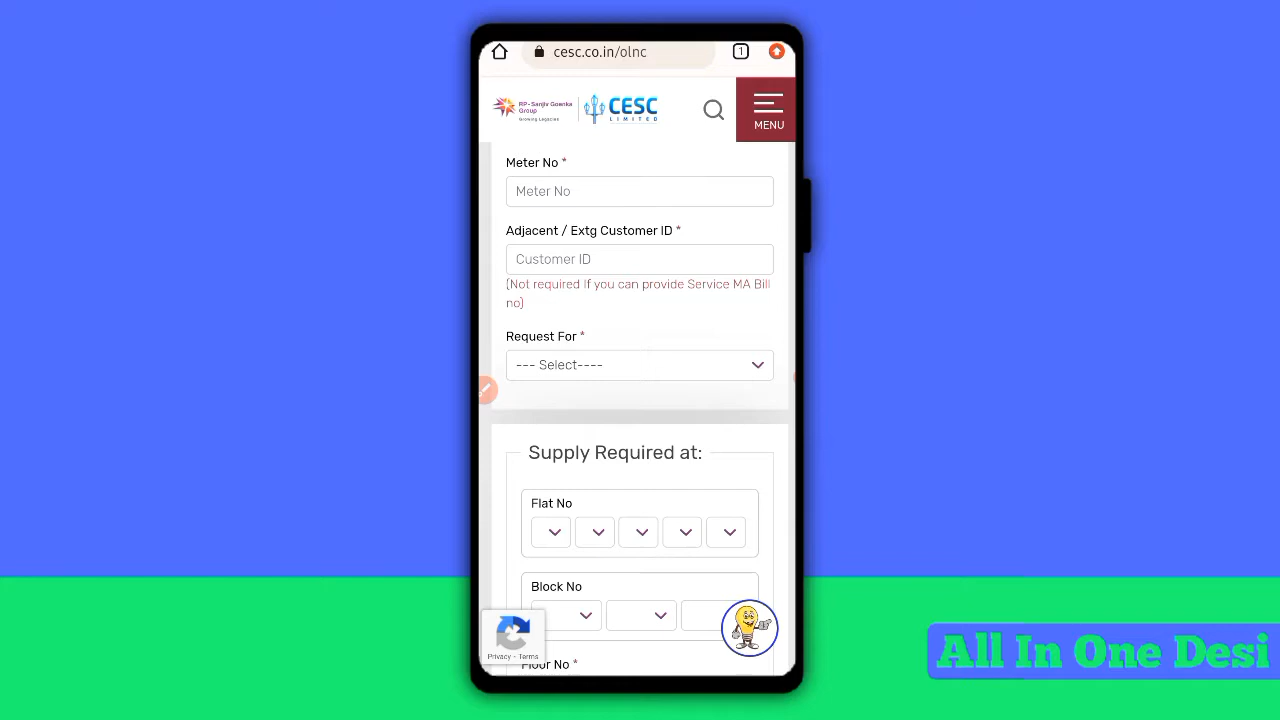 cesc.co.in/olnc
1
RP-Sanjiv Goenka
Group
Growing Legacies
CESC
LIMITED
MENU
Meter No *
Meter No
Adjacent / Extg Customer ID *
Customer ID
(Not required If you can provide Service MA Bill
no)
Request For *
--- Select----
Supply Required at:
Flat No
Block No
Floor No *
Privacy - Terms
All In One Desi